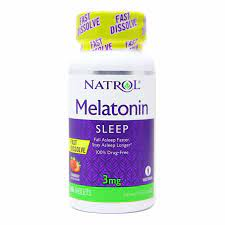 FAST
DISSOLVE
NATROL
Melatonin
SLEEP
Fall Asleep Faster,
Stay Asleep Longer
100% Drug-Free
FAST
DISSOLVE
3mg
TABLETS